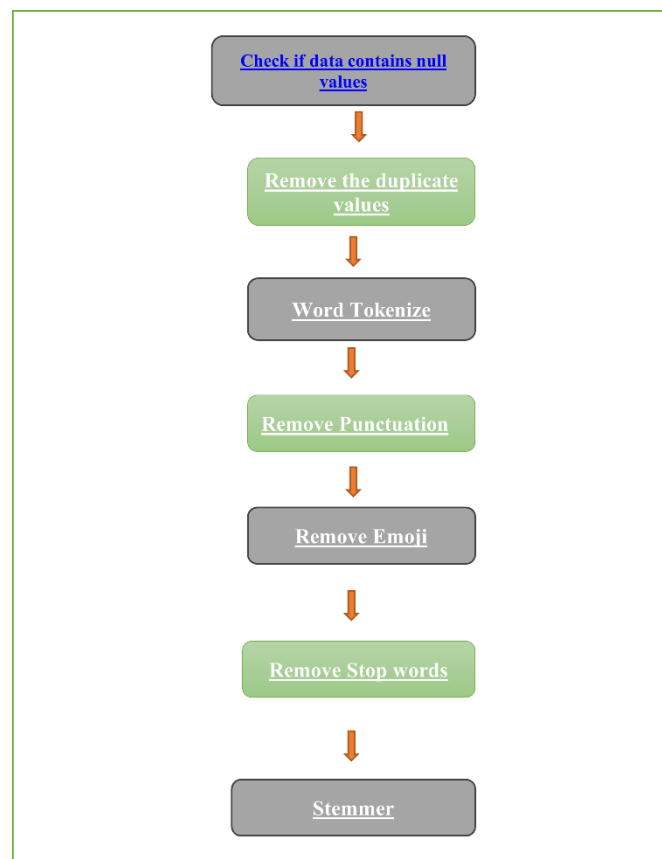 Check if data contains null
values
Remove the duplicate
values
Word Tokenize
Remove Punctuation
Remove Emoji
Remove Stop words
Stemmer